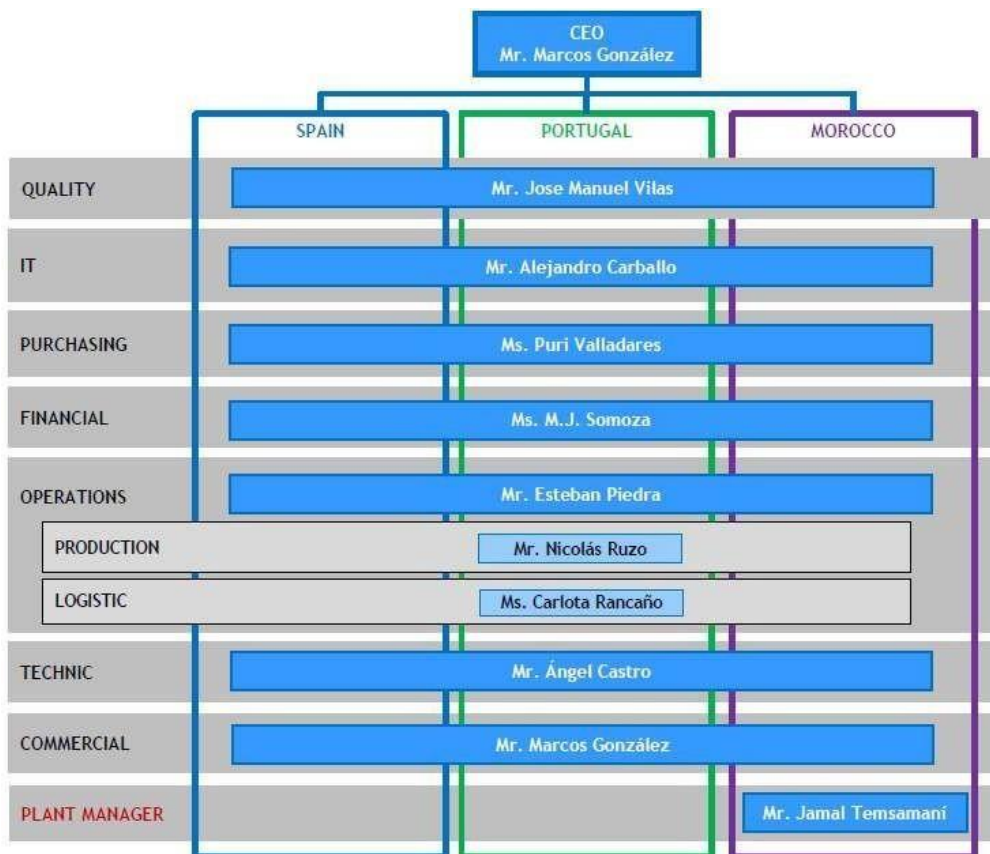 CEO
Mr. Marcos González
SPAIN
PORTUGAL
MOROCCO
QUALITY
Mr. Jose Manuel Vilas
IT
Mr. Alejandro Carballo
PURCHASING
Ms. Puri Valladares
FINANCIAL
Ms. M.J. Somoza
OPERATIONS
Mr. Esteban Piedra
PRODUCTION
Mr. Nicolás Ruzo
LOGISTIC
Ms. Carlota Rancaño
TECHNIC
Mr. Ángel Castro
COMMERCIAL
Mr. Marcos González
PLANT MANAGER
Mr. Jamal Temsamaní